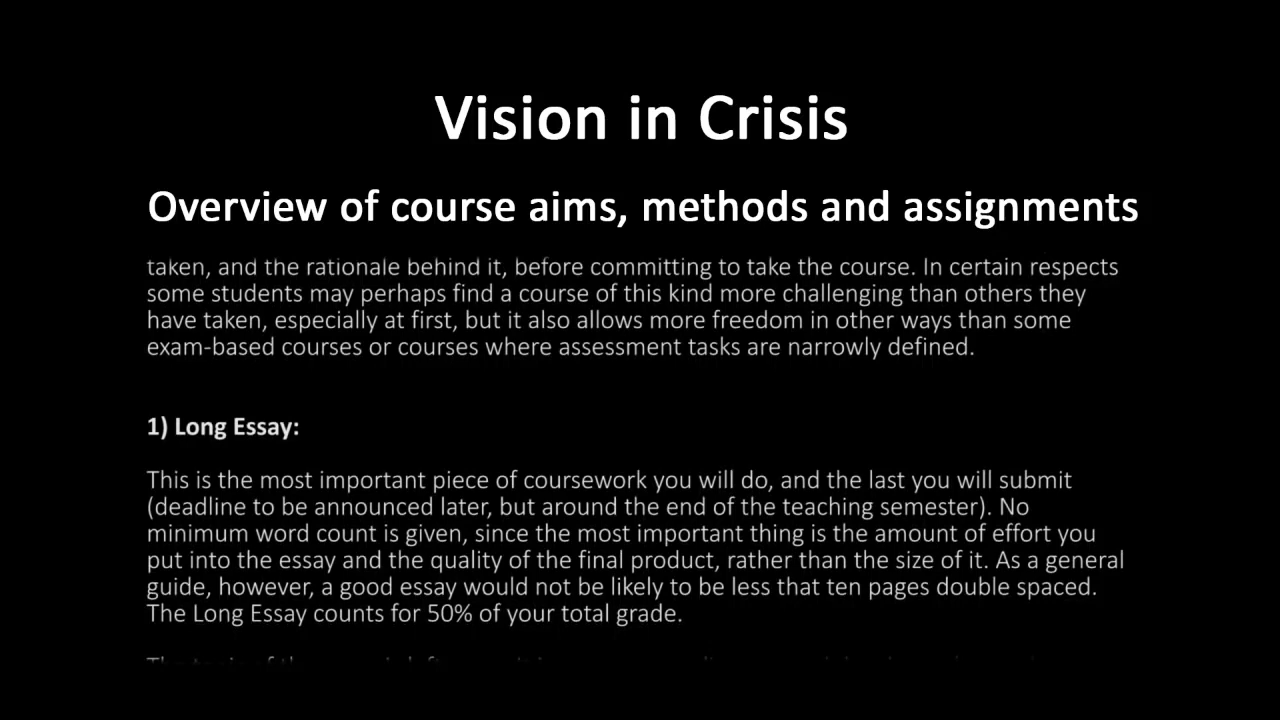 Vision in Crisis
Overview of course aims, methods and assignments
taken, and the rationale behind it, before committing to take the course. In certain respects
some students may perhaps find a course of this kind more challenging than others they
have taken, especially at first, but it also allows more freedom in other ways than some
exam-based courses or courses where assessment tasks are narrowly defined.
1) Long Essay:
This is the most important piece of coursework you will do, and the last you will submit
(deadline to be announced later, but around the end of the teaching semester). No
minimum word count is given, since the most important thing is the amount of effort you
put into the essay and the quality of the final product, rather than the size of it. As a general
guide, however, a good essay would not be likely to be less that ten pages double spaced.
The Long Essay counts for 50% of your total grade.